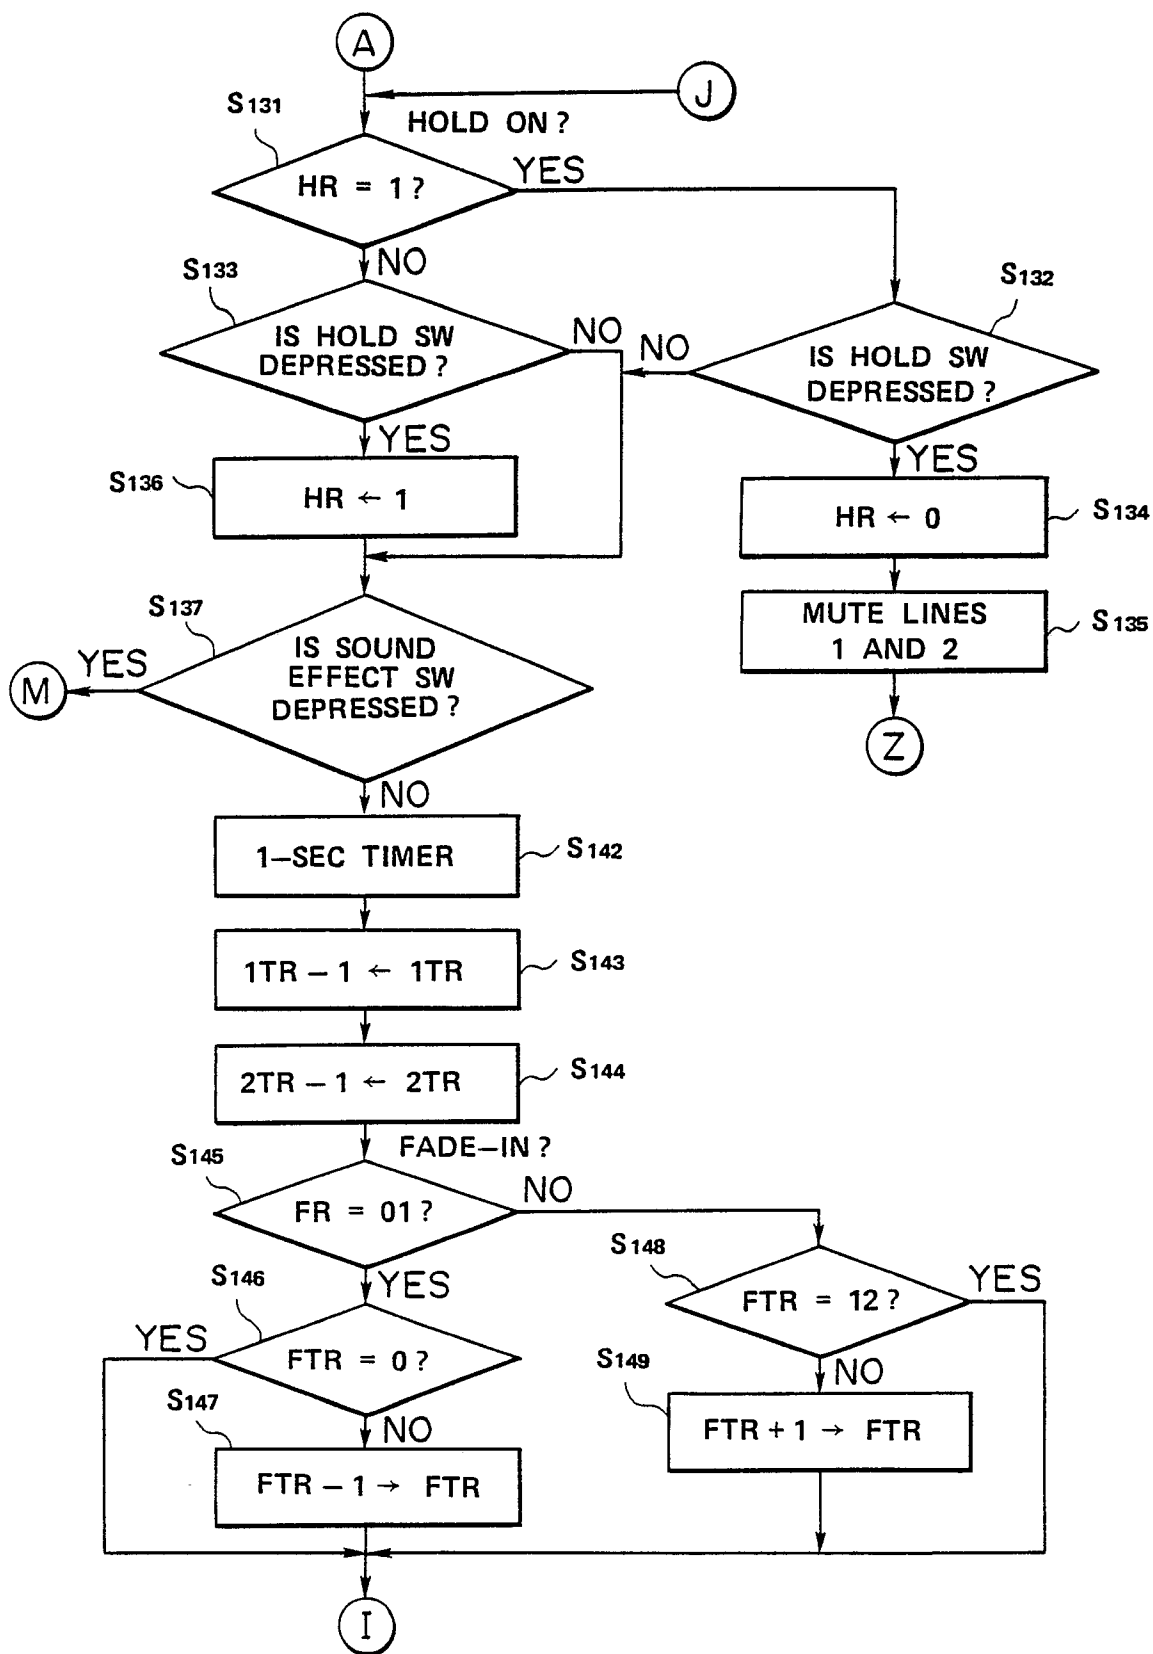 A
J
S131
HOLD ON?
HR = 1?
YES
NO
S133
S132
IS HOLD SW
DEPRESSED?
NO
NO
IS HOLD SW
DEPRESSED?
YES
YES
S136
HR ← 1
HR ← 0
S134
S137
MUTE LINES
1 AND 2
S135
YES
M
IS SOUND
EFFECT SW
DEPRESSED?
Z
NO
1–SEC TIMER
S142
1TR – 1 ← 1TR
S143
2TR – 1 ← 2TR
S144
FADE–IN?
S145
FR = 01?
NO
YES
S148
FTR = 12?
YES
S146
YES
FTR = 0?
NO
S149
FTR + 1 → FTR
S147
NO
FTR – 1 → FTR
I